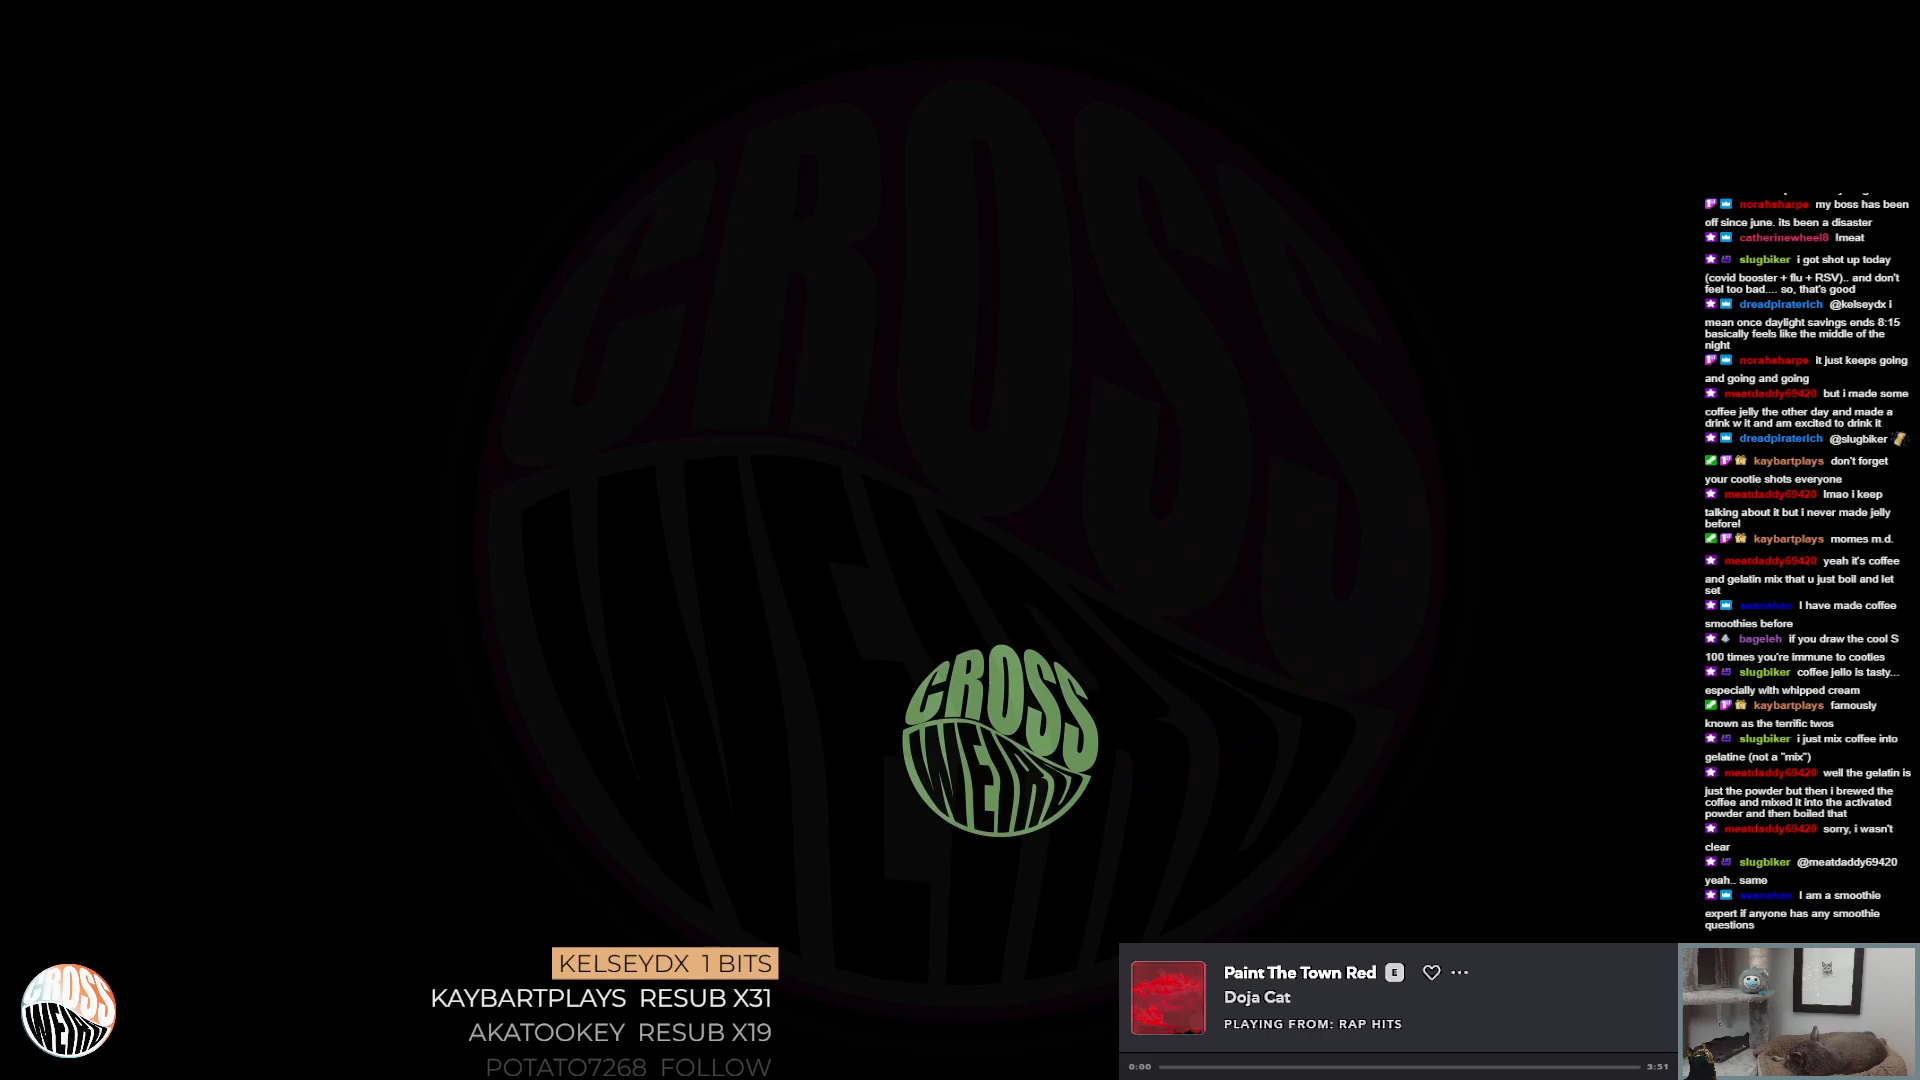 CROSS
WEIRD
CROSS
WEIRD
norahsharpe my boss has been
off since june. its been a disaster
catherinewheel8 !meat
slugbiker i got shot up today
(covid booster + flu + RSV).. and don't
feel too bad.... so, that's good
dreadpiraterich @kelseydx i
mean once daylight savings ends 8:15
basically feels like the middle of the
night
norahsharpe it just keeps going
and going and going
meatdaddy69420 but i made some
coffee jelly the other day and made a
drink w it and am excited to drink it
dreadpiraterich @slugbiker
kaybartplays don't forget
your cootie shots everyone
meatdaddy69420 lmao i keep
talking about it but i never made jelly
before!
kaybartplays momes m.d.
meatdaddy69420 yeah it's coffee
and gelatin mix that u just boil and let
set
I have made coffee
smoothies before
bageleh if you draw the cool S
100 times you're immune to cooties
slugbiker coffee jello is tasty...
especially with whipped cream
kaybartplays famously
known as the terrific twos
slugbiker i just mix coffee into
gelatine (not a "mix")
meatdaddy69420 well the gelatin is
just the powder but then i brewed the
coffee and mixed it into the activated
powder and then boiled that
meatdaddy69420 sorry, i wasn't
clear
slugbiker @meatdaddy69420
yeah.. same
I am a smoothie
expert if anyone has any smoothie
questions
CROSS
WEIRD
KELSEYDX 1 BITS
KAYBARTPLAYS RESUB X31
AKATOOKEY RESUB X19
POTATO7268 FOLLOW
Paint The Town Red E
Doja Cat
PLAYING FROM: RAP HITS
0:00 3:51